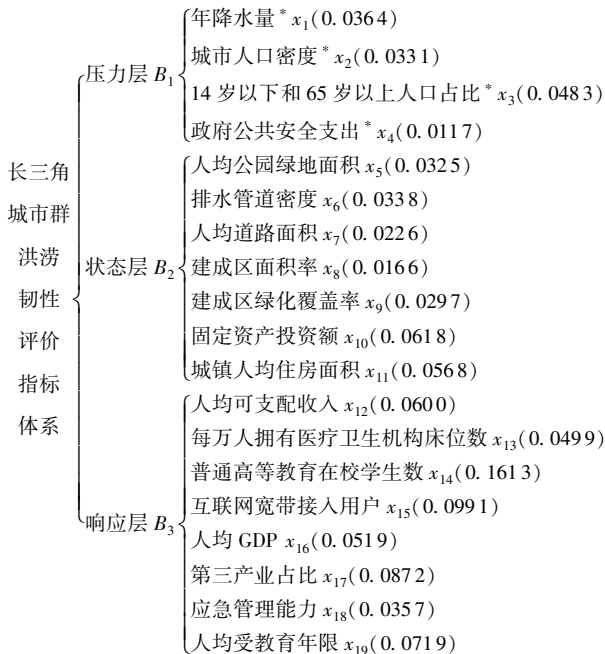 长三角
城市群
洪涝
韧性
评价
指标
体系
压力层 B₁
年降水量* x₁(0.0364)
城市人口密度* x₂(0.0331)
14 岁以下和 65 岁以上人口占比* x₃(0.0483)
政府公共安全支出* x₄(0.0117)
状态层 B₂
人均公园绿地面积 x₅(0.0325)
排水管道密度 x₆(0.0338)
人均道路面积 x₇(0.0226)
建成区面积率 x₈(0.0166)
建成区绿化覆盖率 x₉(0.0297)
固定资产投资额 x₁₀(0.0618)
城镇人均住房面积 x₁₁(0.0568)
响应层 B₃
人均可支配收入 x₁₂(0.0600)
每万人拥有医疗卫生机构床位数 x₁₃(0.0499)
普通高等教育在校学生数 x₁₄(0.1613)
互联网宽带接入用户 x₁₅(0.0991)
人均 GDP x₁₆(0.0519)
第三产业占比 x₁₇(0.0872)
应急管理能力 x₁₈(0.0357)
人均受教育年限 x₁₉(0.0719)